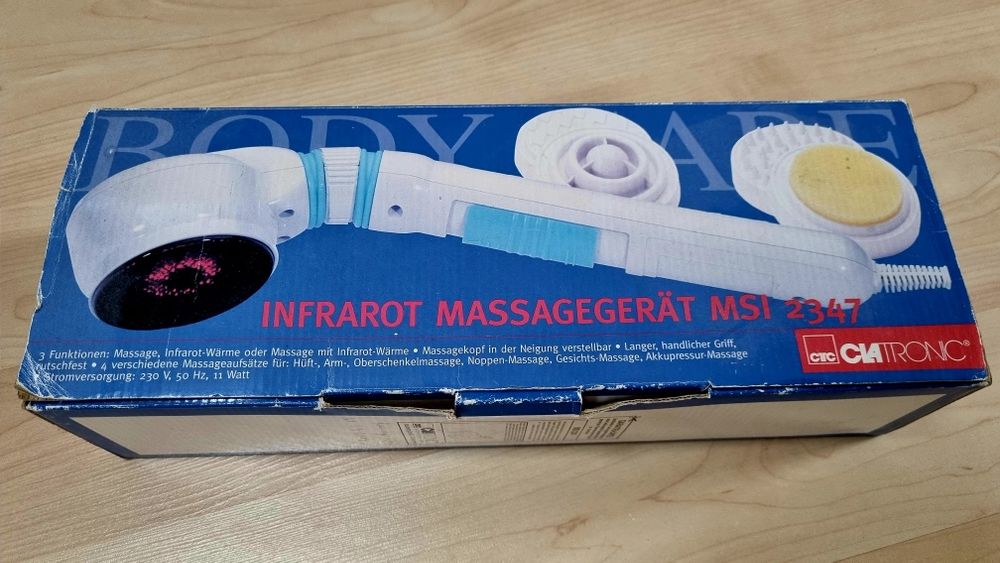 BODY CARE
INFRAROT MASSAGEGERÄT MSI 2347
3 Funktionen: Massage, Infrarot-Wärme oder Massage mit Infrarot-Wärme • Massagekopf in der Neigung verstellbar • Langer, handlicher Griff,
rutschfest • 4 verschiedene Massageaufsätze für: Hüft-, Arm-, Oberschenkelmassage, Noppen-Massage, Gesichts-Massage, Akkupressur-Massage
• Stromversorgung: 230 V, 50 Hz, 11 Watt
CTC CLATRONIC®